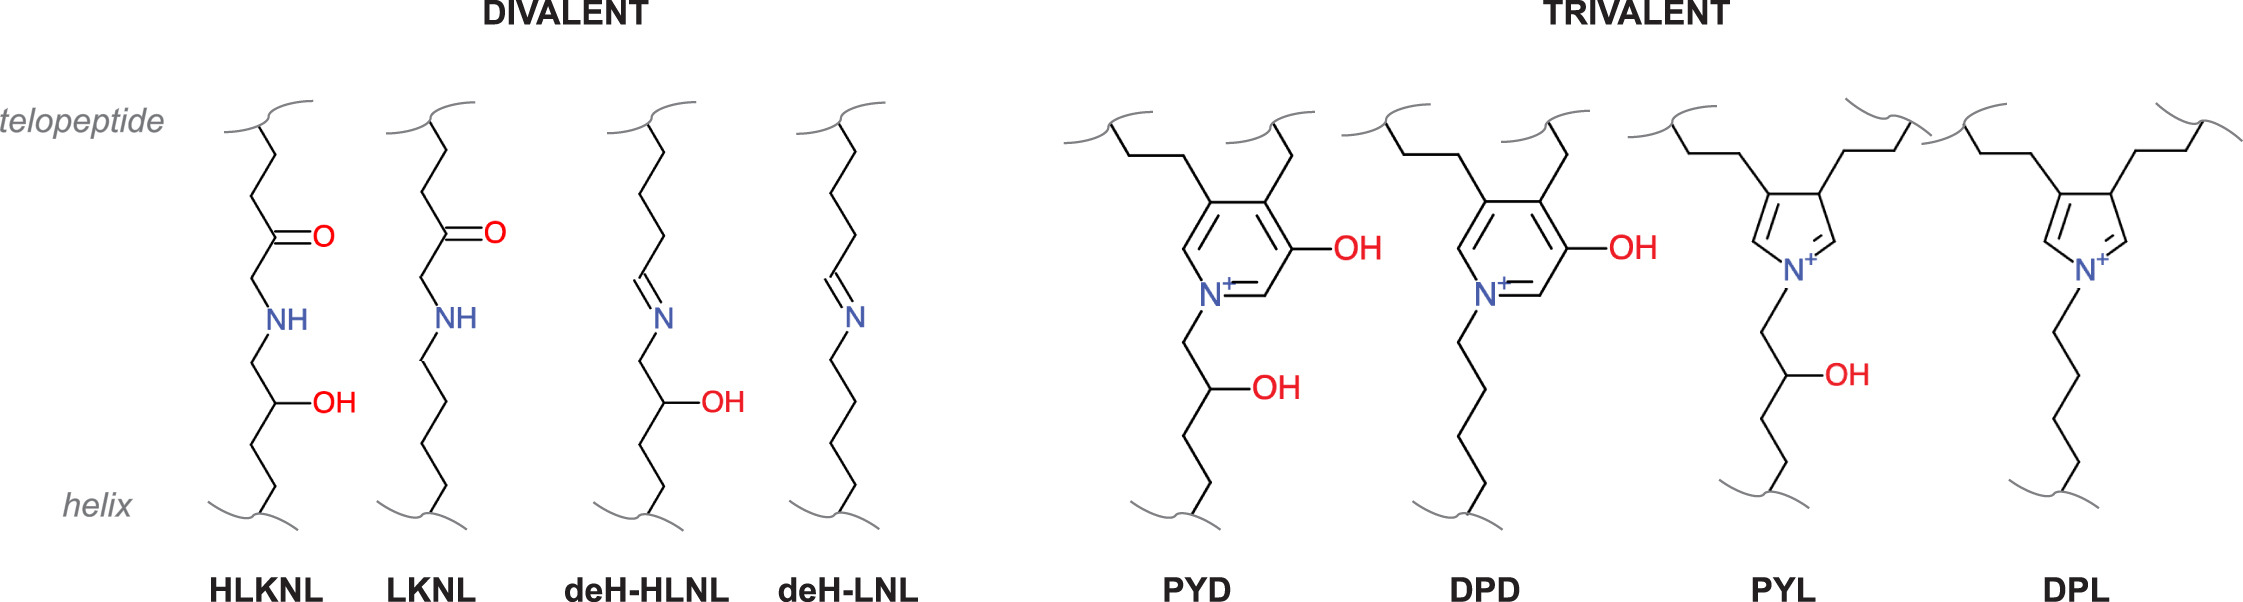 DIVALENT
TRIVALENT
telopeptide
O
O
OH
OH
NH
NH
N
N
N+
N+
N+
N+
OH
OH
OH
OH
helix
HLKNL
LKNL
deH-HLNL
deH-LNL
PYD
DPD
PYL
DPL